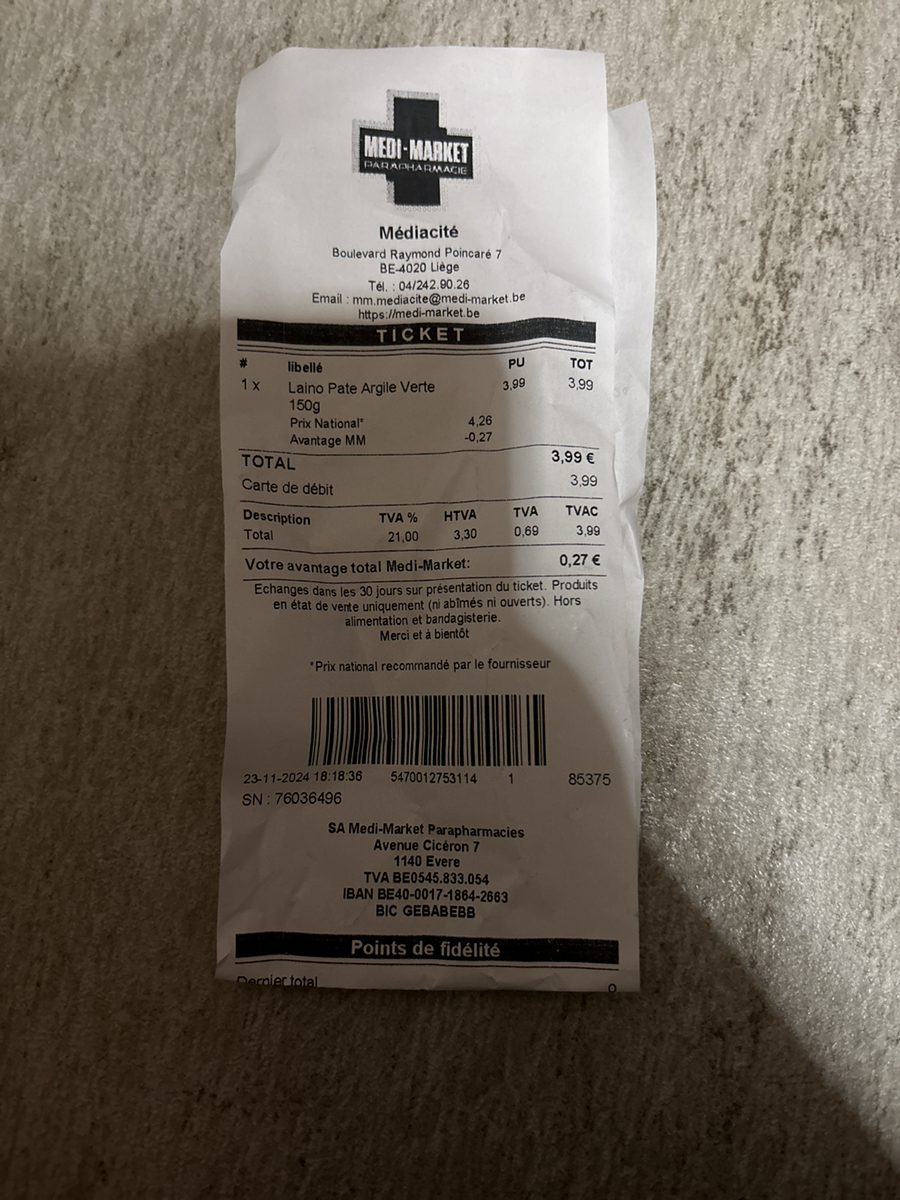 MEDI-MARKET
PARAPHARMACIE
Médiacité
Boulevard Raymond Poincaré 7
BE-4020 Liège
Tél. : 04/242.90.26
Email : mm.mediacite@medi-market.be
https://medi-market.be
TICKET
# libellé PU TOT
1 x Laino Pate Argile Verte 3,99 3,99
150g
Prix National* 4,26
Avantage MM -0,27
TOTAL 3,99 €
Carte de débit 3,99
Description TVA % HTVA TVA TVAC
Total 21,00 3,30 0,69 3,99
Votre avantage total Medi-Market: 0,27 €
Echanges dans les 30 jours sur présentation du ticket. Produits
en état de vente uniquement (ni abîmés ni ouverts). Hors
alimentation et bandagisterie.
Merci et à bientôt
*Prix national recommandé par le fournisseur
23-11-2024 18:18:36 5470012753114 1 85375
SN : 76036496
SA Medi-Market Parapharmacies
Avenue Cicéron 7
1140 Evere
TVA BE0545.833.054
IBAN BE40-0017-1864-2663
BIC GEBABEBB
Points de fidélité
Dernier total 0